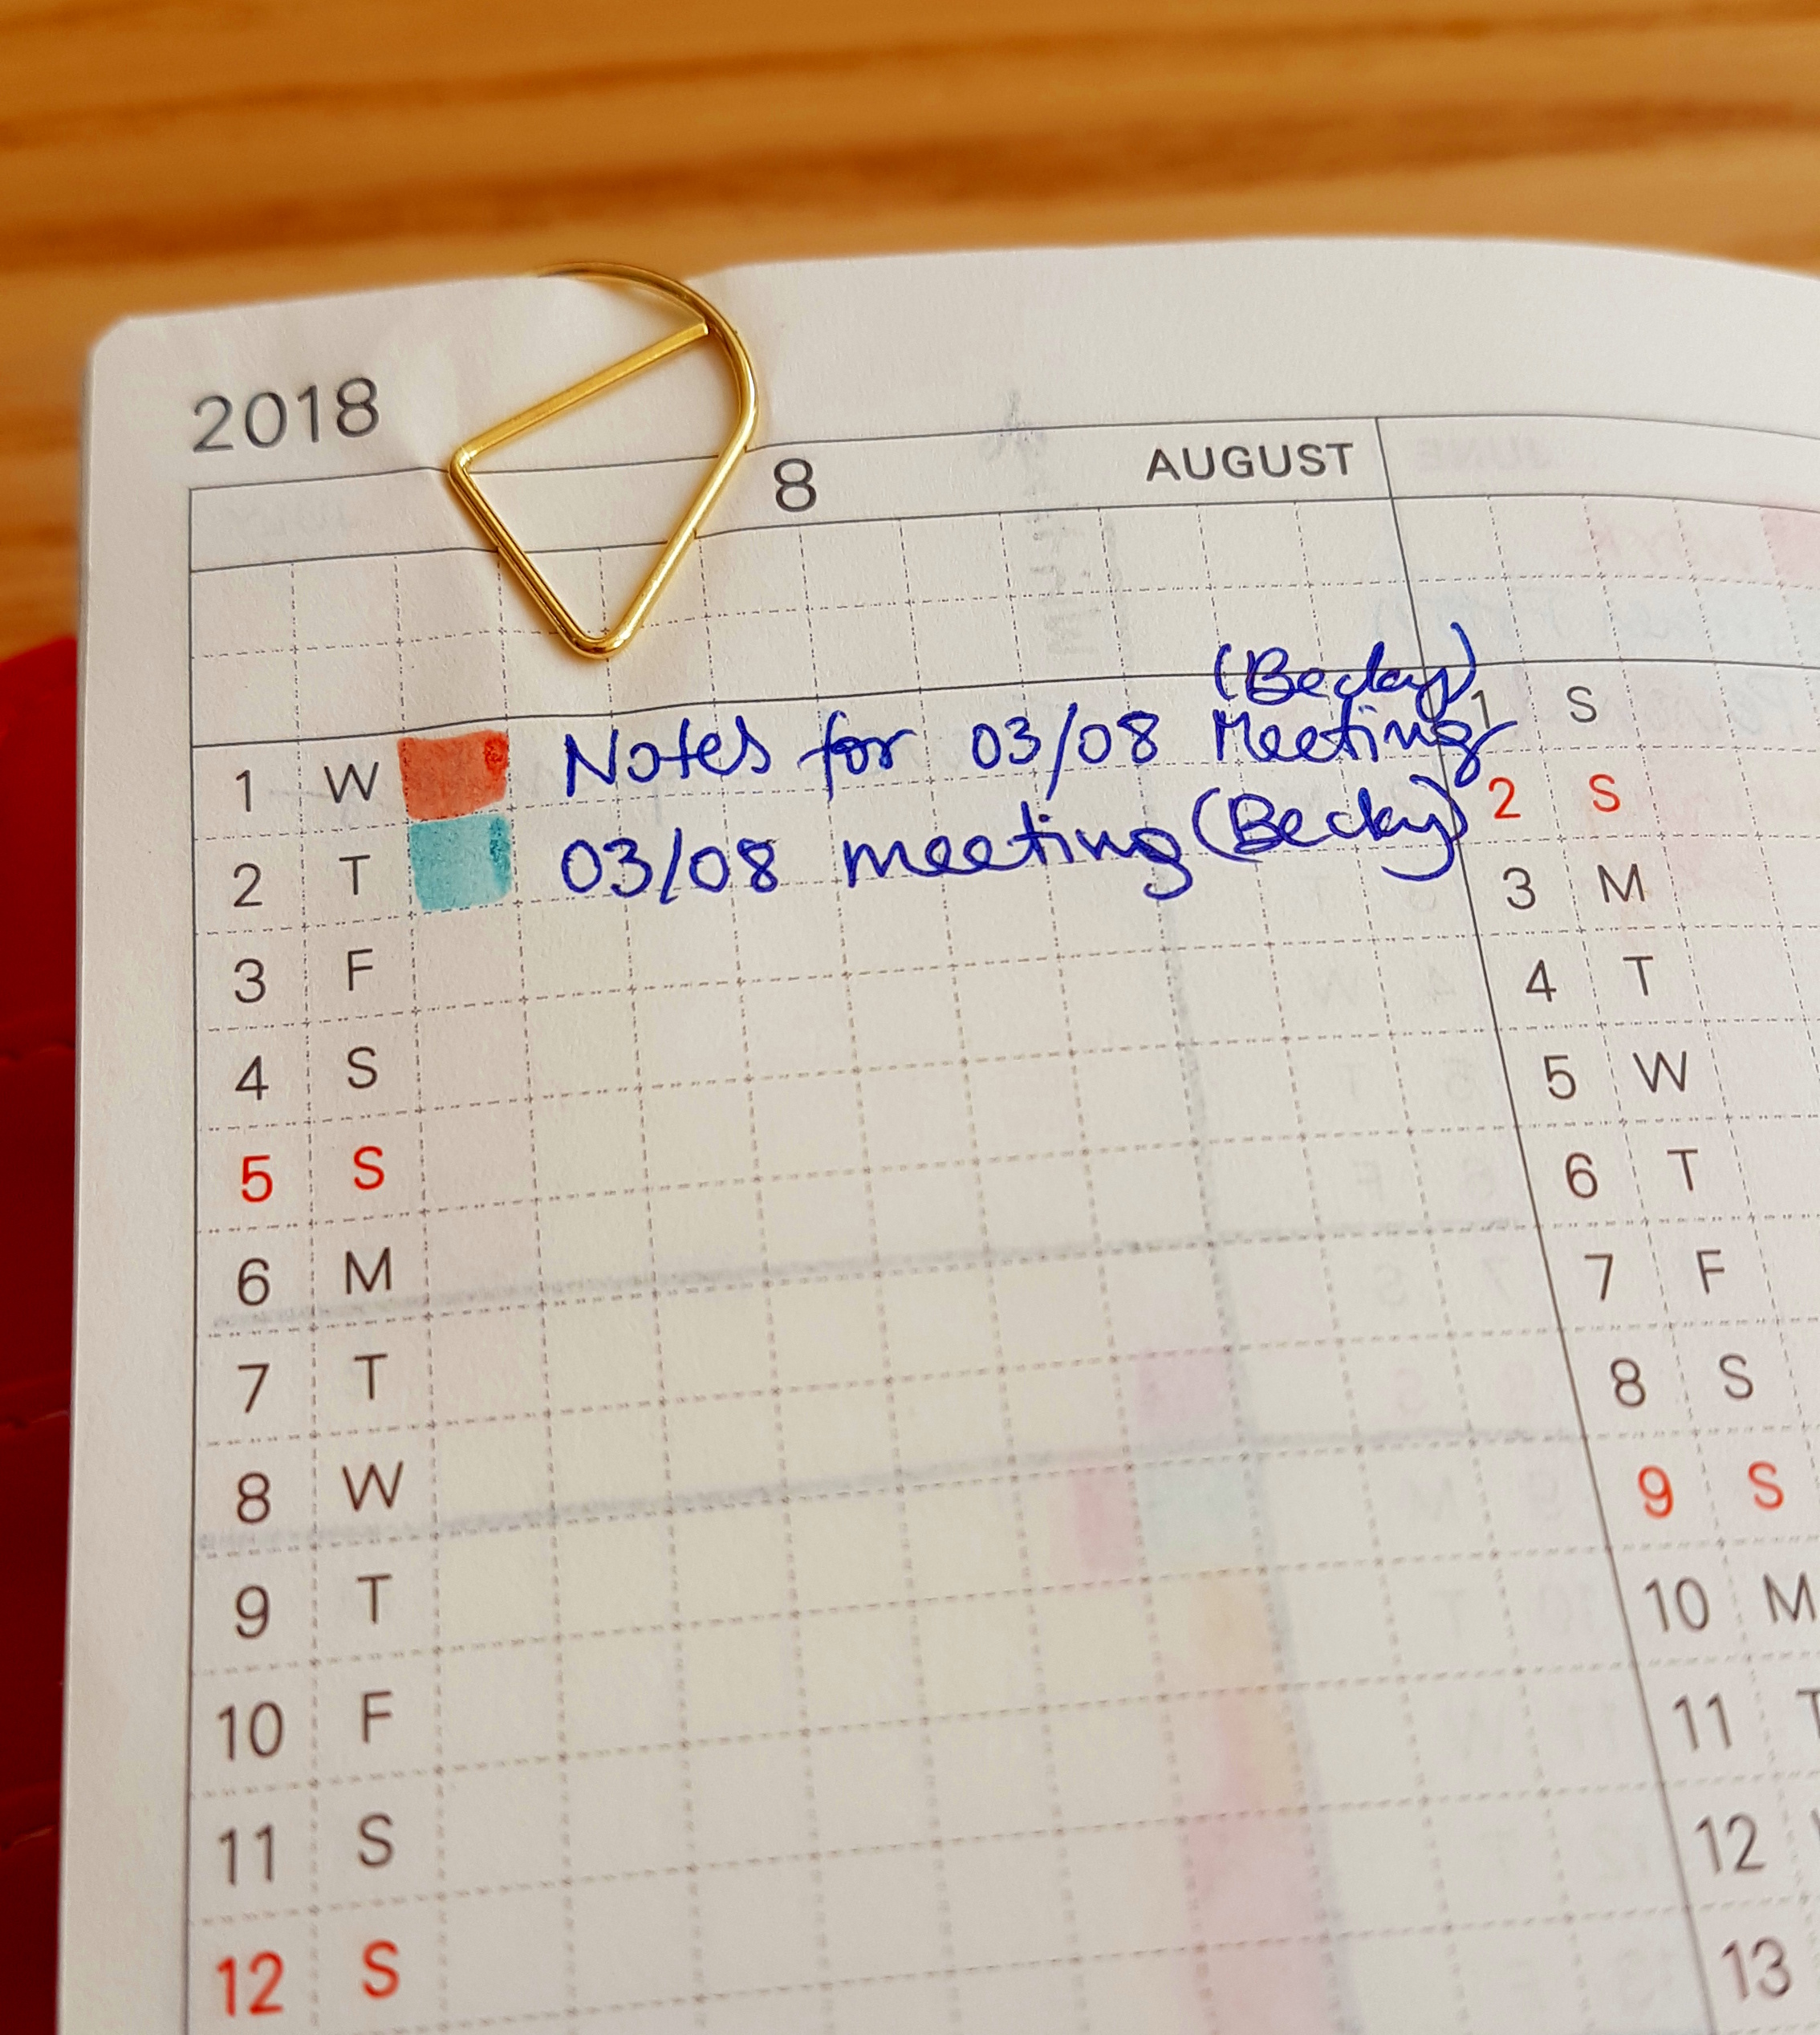 2018
8 AUGUST
(Becky)
1 W Notes for 03/08 Meeting
2 T 03/08 meeting (Becky)
3 F
4 S
5 S
6 M
7 T
8 W
9 T
10 F
11 S
12 S
1 S
2 S
3 M
4 T
5 W
6 T
7 F
8 S
9 S
10 M
11 T
12
13